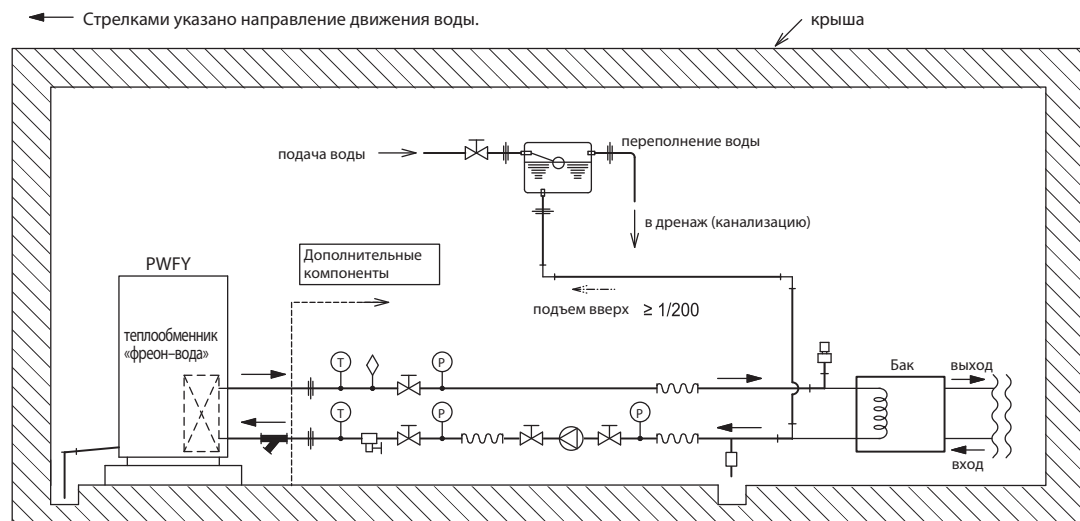 Стрелками указано направление движения воды.
крыша
подача воды
переполнение воды
в дренаж (канализацию)
PWFY
Дополнительные
компоненты
подъем вверх ≥ 1/200
теплообменник
«фреон–вода»
T
P
Бак
выход
T
P
P
вход